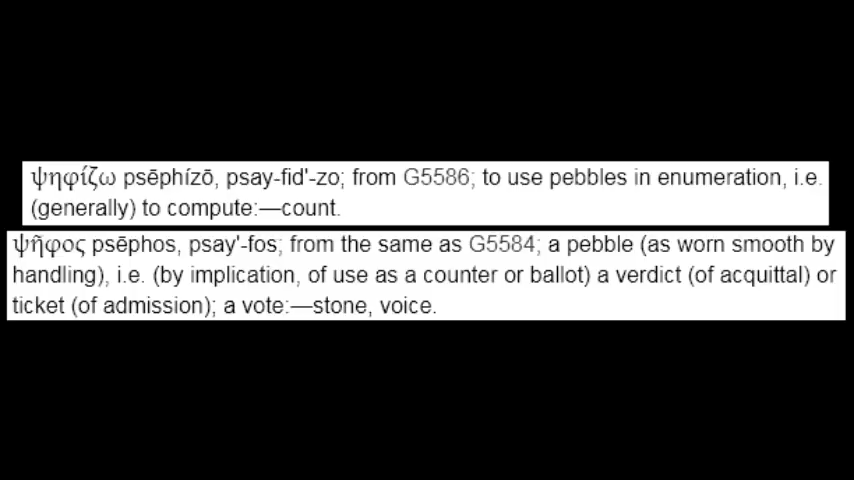 ψηφίζω psēphízō, psay-fid'-zo; from G5586; to use pebbles in enumeration, i.e.
(generally) to compute:—count.
ψῆφος psēphos, psay'-fos; from the same as G5584; a pebble (as worn smooth by
handling), i.e. (by implication, of use as a counter or ballot) a verdict (of acquittal) or
ticket (of admission); a vote:—stone, voice.